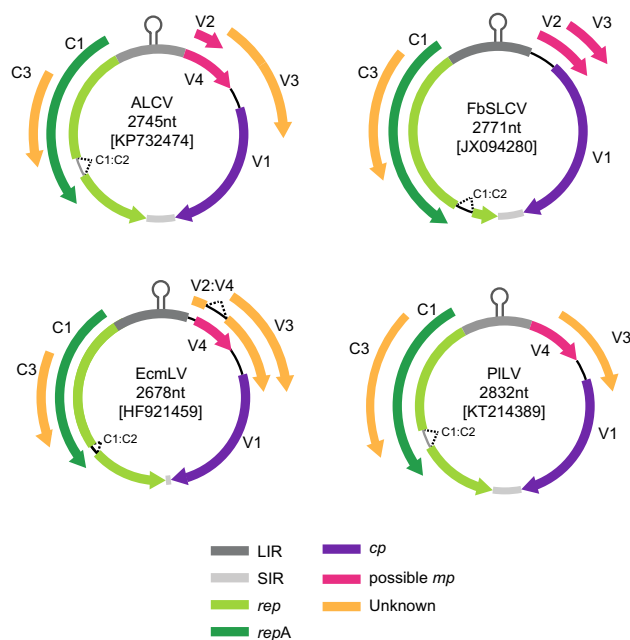 V2
C1
V4
V3
C3
ALCV
2745nt
[KP732474]
C1:C2
V1
V2
V3
C1
C3
FbSLCV
2771nt
[JX094280]
V1
C1:C2
V2:V4
C1
V3
V4
C3
EcmLV
2678nt
[HF921459]
V1
C1:C2
C1
V3
V4
C3
PlLV
2832nt
[KT214389]
C1:C2
V1
LIR
SIR
rep
repA
cp
possible mp
Unknown